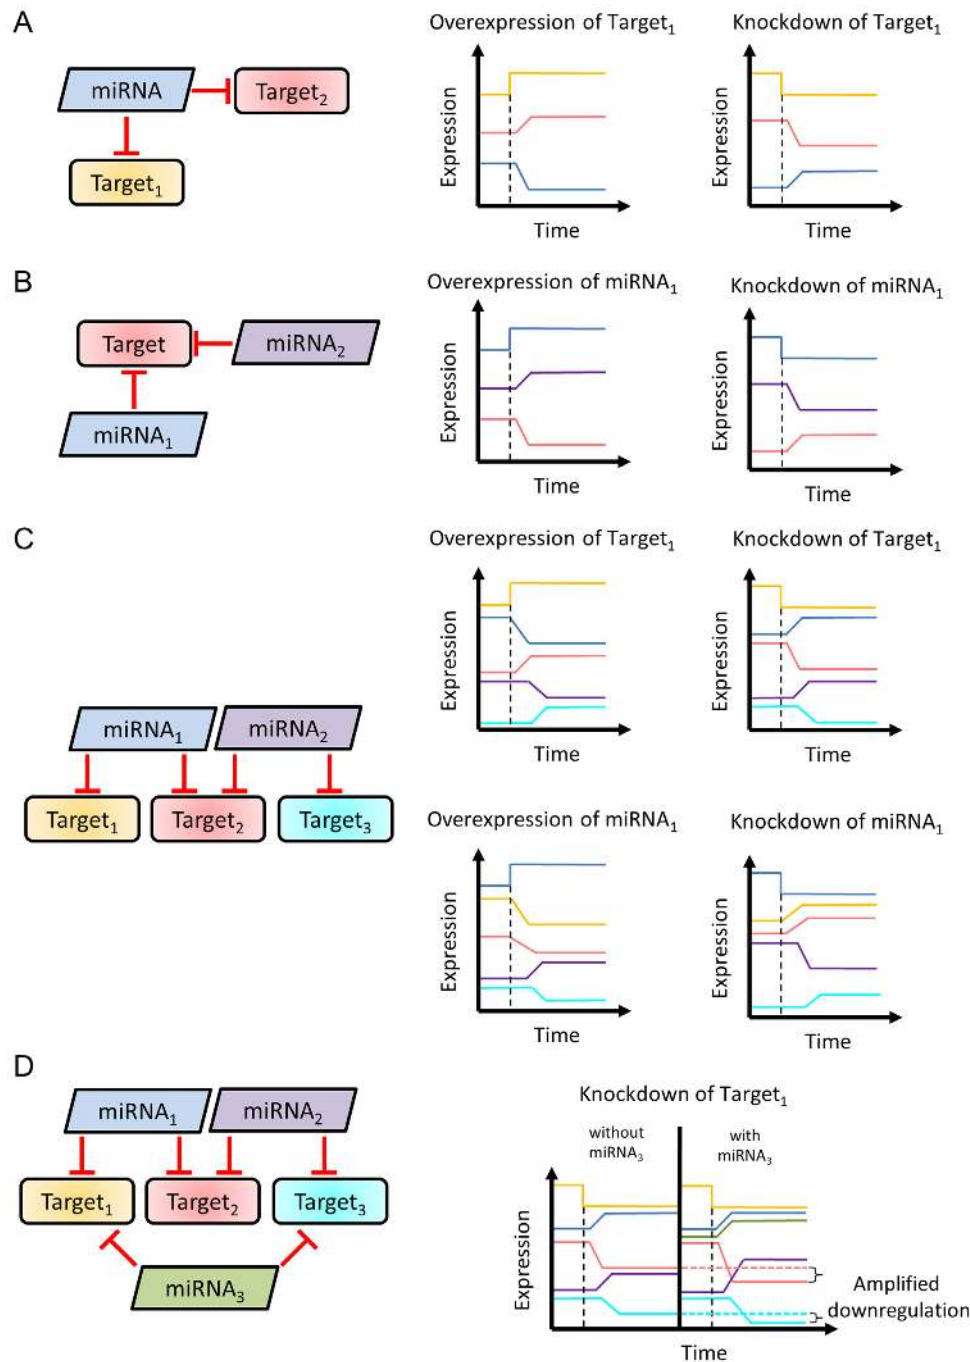 A
miRNA
Target2
Target1
Overexpression of Target1
Expression
Time
Knockdown of Target1
Expression
Time
B
Target
miRNA2
miRNA1
Overexpression of miRNA1
Expression
Time
Knockdown of miRNA1
Expression
Time
C
miRNA1
miRNA2
Target1
Target2
Target3
Overexpression of Target1
Expression
Time
Knockdown of Target1
Expression
Time
Overexpression of miRNA1
Expression
Time
Knockdown of miRNA1
Expression
Time
D
miRNA1
miRNA2
Target1
Target2
Target3
miRNA3
Knockdown of Target1
without
miRNA3
with
miRNA3
Expression
Time
Amplified
downregulation